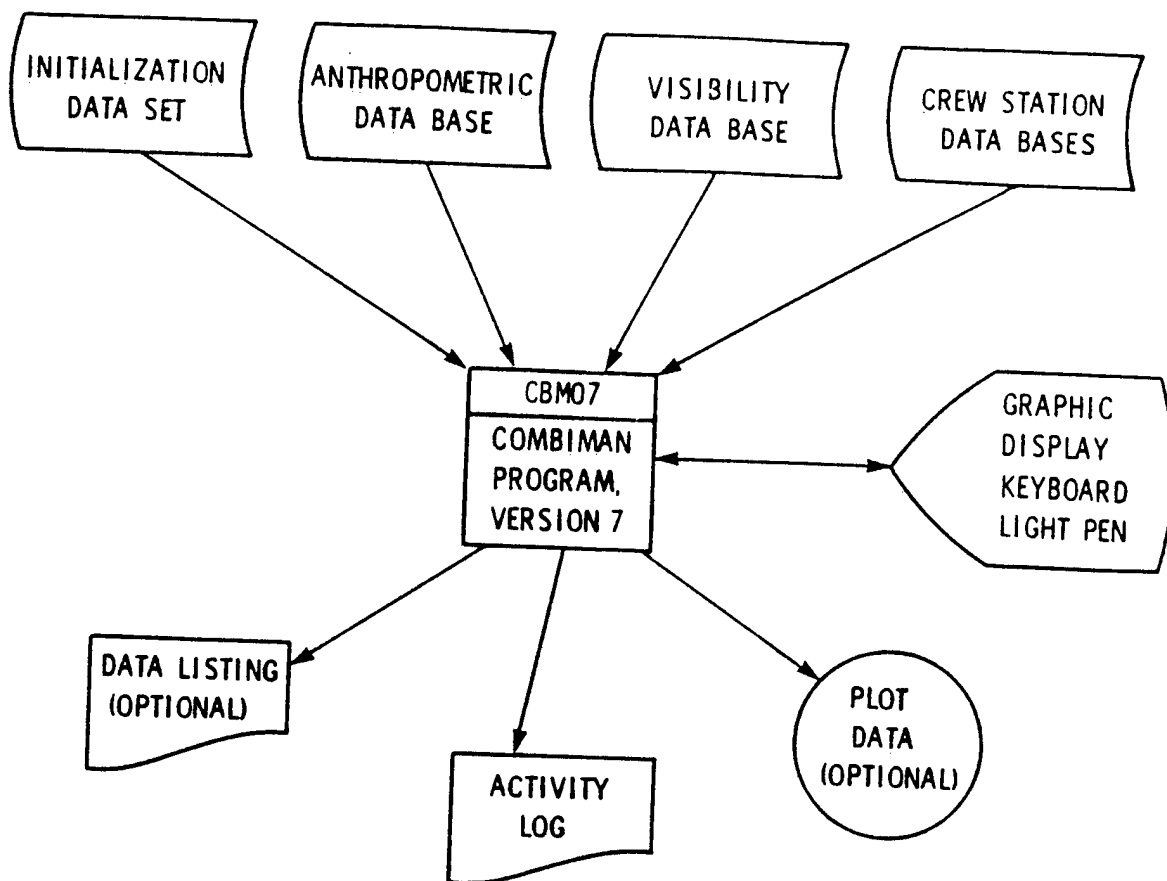 INITIALIZATION
DATA SET
ANTHROPOMETRIC
DATA BASE
VISIBILITY
DATA BASE
CREW STATION
DATA BASES
CBM07
COMBIMAN
PROGRAM,
VERSION 7
GRAPHIC
DISPLAY
KEYBOARD
LIGHT PEN
DATA LISTING
(OPTIONAL)
ACTIVITY
LOG
PLOT
DATA
(OPTIONAL)